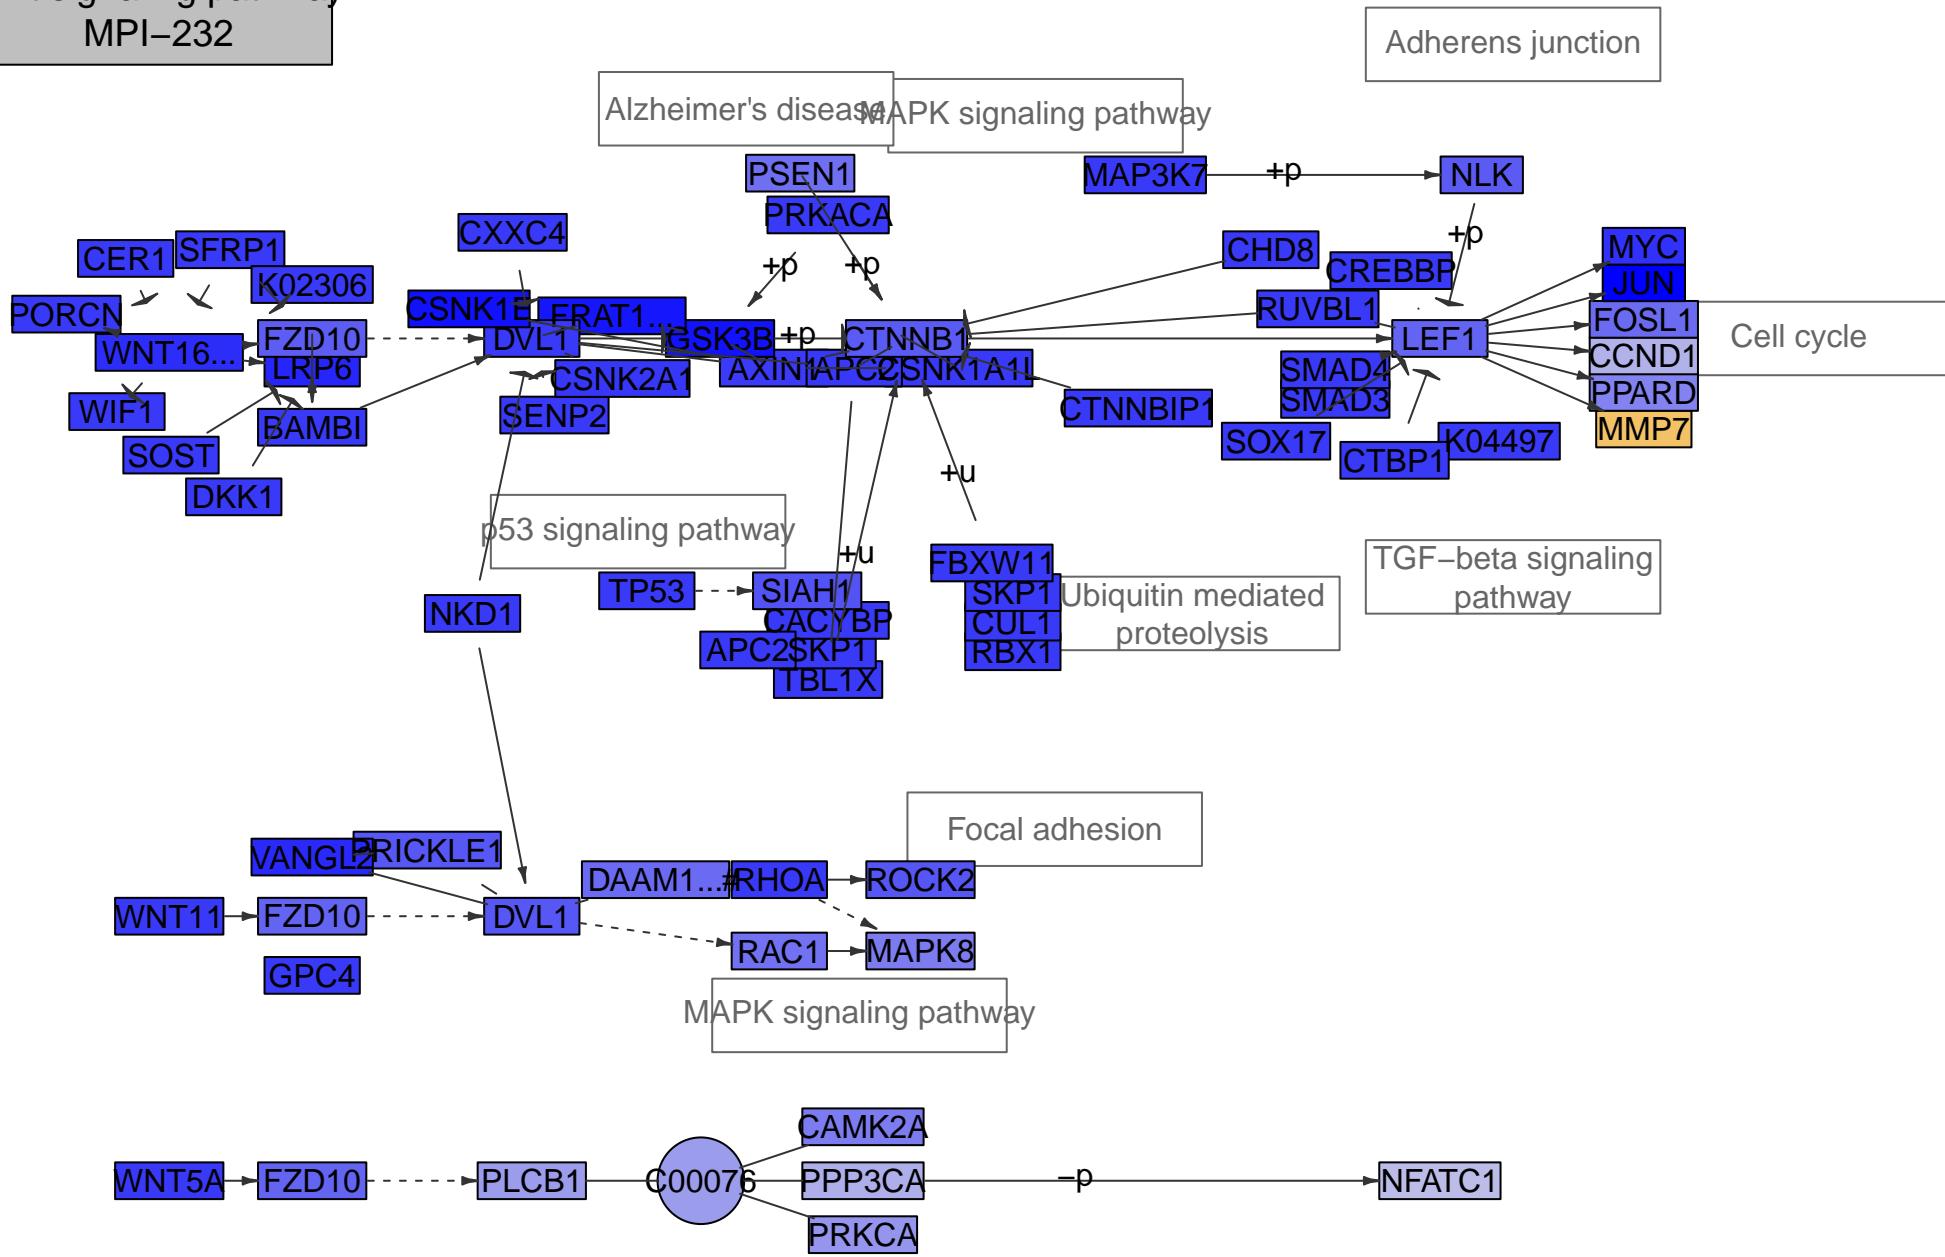 signaling pathway
MPI−232
Adherens junction
Alzheimer's disease
MAPK signaling pathway
PSEN1
MAP3K7
+p
NLK
PRKACA
CXXC4
CER1
SFRP1
K02306
+p
+p
CHD8
CREBBP
+p
MYC
JUN
PORCN
CSNK1E
FRAT1...
RUVBL1
FOSL1
Cell cycle
WNT16...
FZD10
DVL1
GSK3B
+p
CTNNB1
LEF1
CCND1
LRP6
CSNK2A1
AXIN1
APC2
CSNK1A1L
SMAD4
PPARD
WIF1
BAMBI
SENP2
CTNNBIP1
SMAD3
MMP7
SOST
SOX17
CTBP1
K04497
DKK1
+u
p53 signaling pathway
+u
FBXW11
TGF−beta signaling
pathway
TP53
SIAH1
SKP1
Ubiquitin mediated
proteolysis
NKD1
CACYBP
CUL1
APC2
SKP1
RBX1
TBL1X
Focal adhesion
VANGL2
PRICKLE1
DAAM1...#
RHOA
ROCK2
WNT11
FZD10
DVL1
RAC1
MAPK8
GPC4
MAPK signaling pathway
CAMK2A
WNT5A
FZD10
PLCB1
C00076
PPP3CA
−p
NFATC1
PRKCA